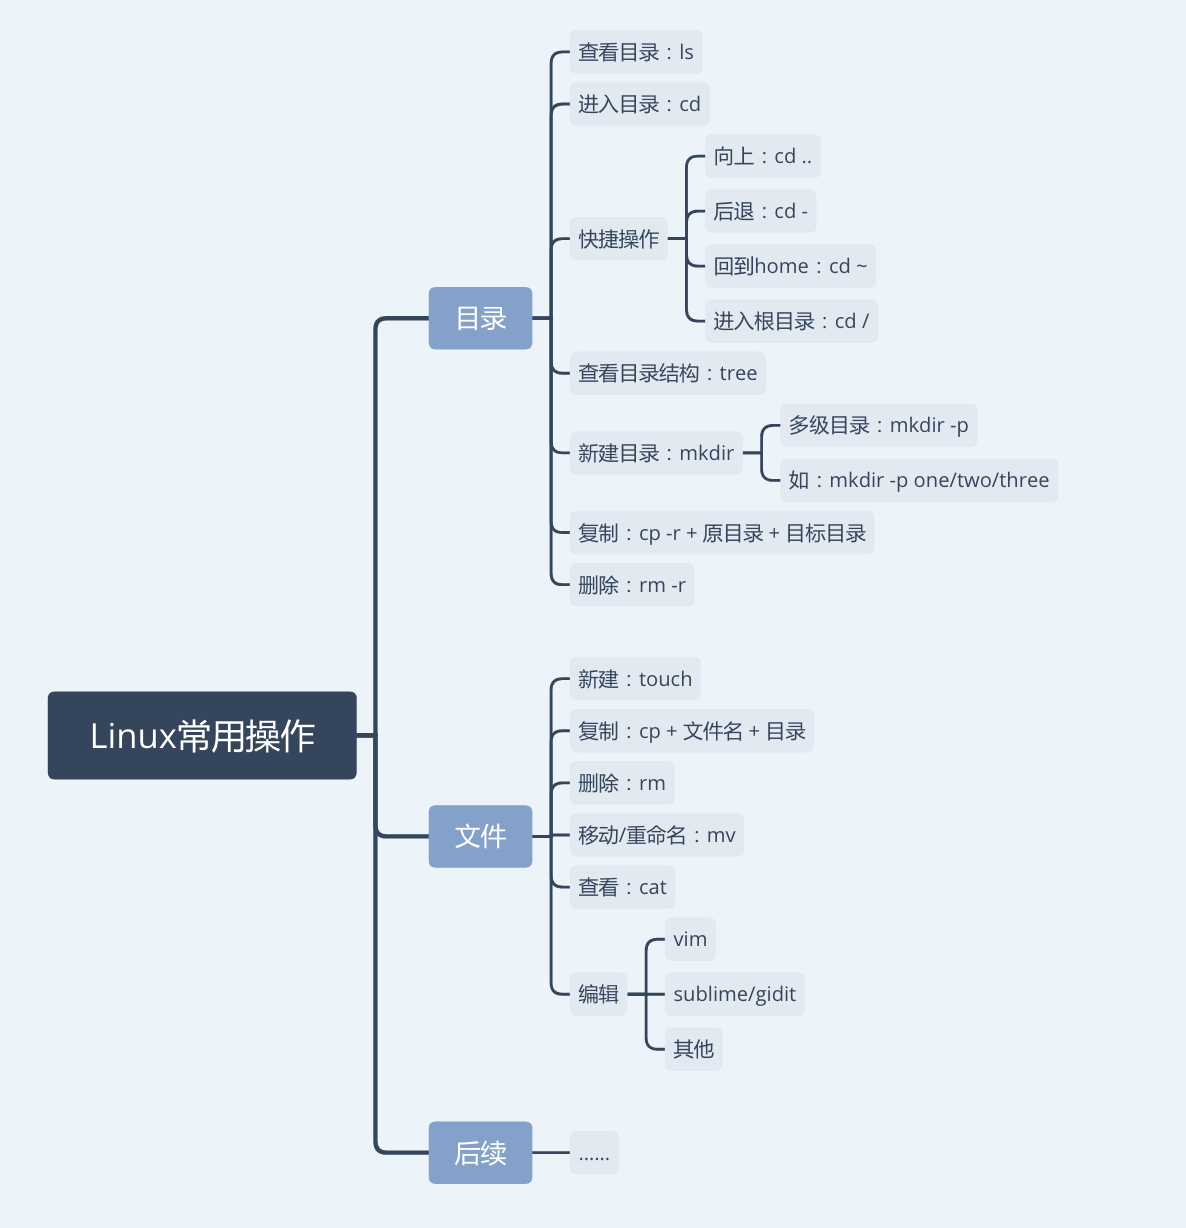 查看目录：ls
进入目录：cd
向上：cd ..
后退：cd -
快捷操作
回到home：cd ~
进入根目录：cd /
目录
查看目录结构：tree
多级目录：mkdir -p
新建目录：mkdir
如：mkdir -p one/two/three
复制：cp -r + 原目录 + 目标目录
删除：rm -r
新建：touch
Linux常用操作
复制：cp + 文件名 + 目录
删除：rm
移动/重命名：mv
文件
查看：cat
vim
编辑
sublime/gidit
其他
后续
......